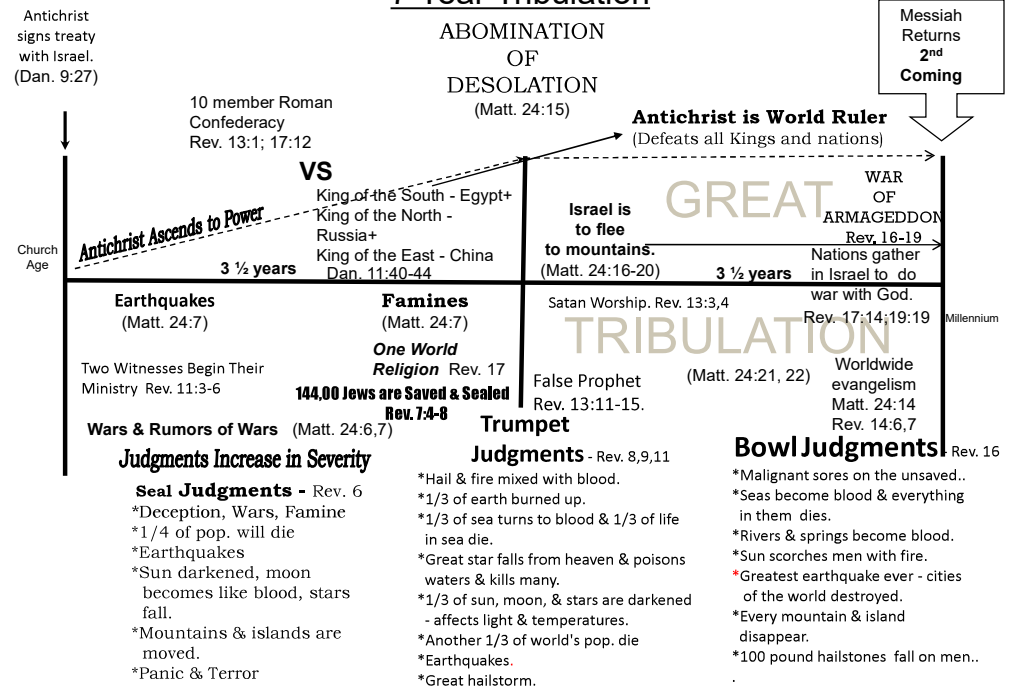 7 Year Tribulation
Antichrist
signs treaty
with Israel.
(Dan. 9:27)
ABOMINATION
OF
DESOLATION
(Matt. 24:15)
Messiah
Returns
2nd
Coming
10 member Roman
Confederacy
Rev. 13:1; 17:12
VS
King of the South - Egypt+
King of the North -
Russia+
King of the East - China
Dan. 11:40-44
Antichrist is World Ruler
(Defeats all Kings and nations)
Antichrist Ascends to Power
Church
Age
3 ½ years
GREAT
Israel is
to flee
to mountains.
(Matt. 24:16-20)
3 ½ years
WAR
OF
ARMAGEDDON
Rev. 16-19
Nations gather
in Israel to do
war with God.
Rev. 17:14;19:19
Millennium
Earthquakes
(Matt. 24:7)
Famines
(Matt. 24:7)
Satan Worship. Rev. 13:3,4
TRIBULATION
One World
Religion Rev. 17
Two Witnesses Begin Their
Ministry Rev. 11:3-6
144,00 Jews are Saved & Sealed
Rev. 7:4-8
False Prophet
Rev. 13:11-15.
(Matt. 24:21, 22)
Worldwide
evangelism
Matt. 24:14
Rev. 14:6,7
Wars & Rumors of Wars (Matt. 24:6,7)
Judgments Increase in Severity
Seal Judgments - Rev. 6
*Deception, Wars, Famine
*1/4 of pop. will die
*Earthquakes
*Sun darkened, moon
becomes like blood, stars
fall.
*Mountains & islands are
moved.
*Panic & Terror
Trumpet
Judgments - Rev. 8,9,11
*Hail & fire mixed with blood.
*1/3 of earth burned up.
*1/3 of sea turns to blood & 1/3 of life
in sea die.
*Great star falls from heaven & poisons
waters & kills many.
*1/3 of sun, moon, & stars are darkened
- affects light & temperatures.
*Another 1/3 of world's pop. die
*Earthquakes.
*Great hailstorm.
Bowl Judgments - Rev. 16
*Malignant sores on the unsaved..
*Seas become blood & everything
in them dies.
*Rivers & springs become blood.
*Sun scorches men with fire.
*Greatest earthquake ever - cities
of the world destroyed.
*Every mountain & island
disappear.
*100 pound hailstones fall on men..
.